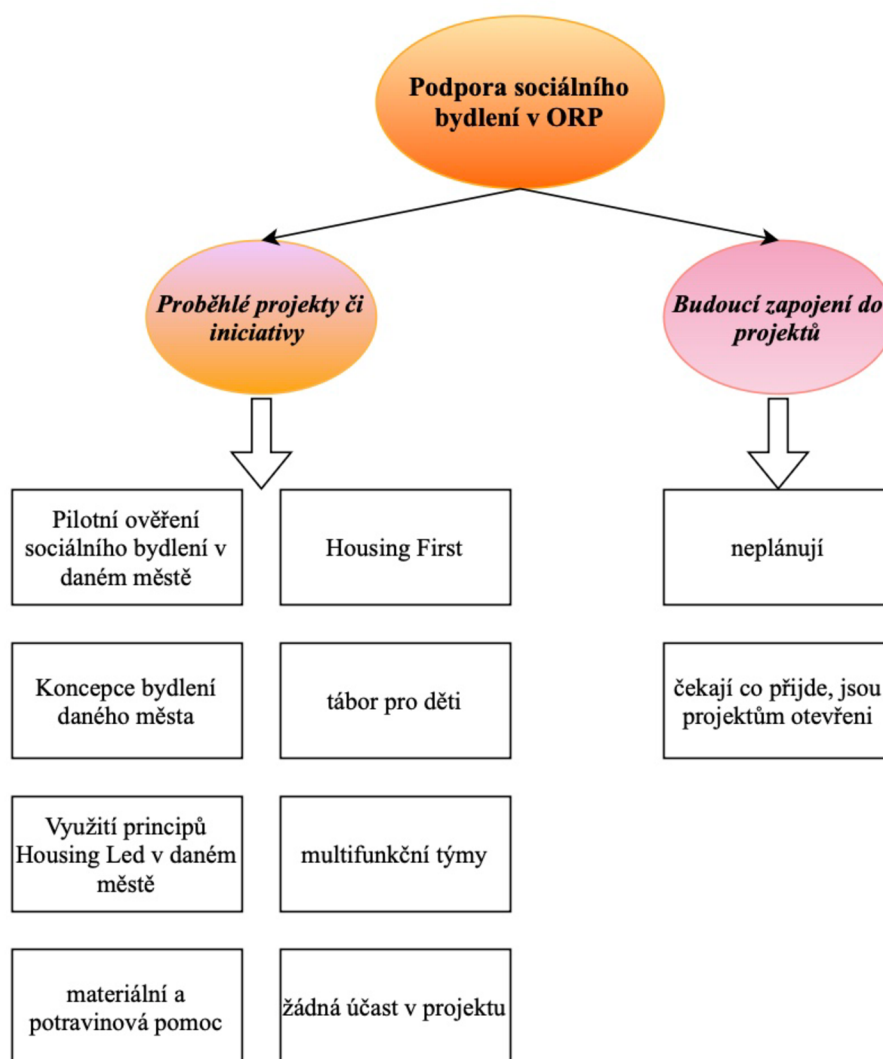 Podpora sociálního
bydlení v ORP
Proběhlé projekty či
iniciativy
Budoucí zapojení do
projektů
Pilotní ověření
sociálního bydlení v
daném městě
Housing First
neplánují
Koncepce bydlení
daného města
tábor pro děti
čekají co přijde, jsou
projektům otevřeni
Využití principů
Housing Led v daném
městě
multifunkční týmy
materiální a
potravinová pomoc
žádná účast v projektu